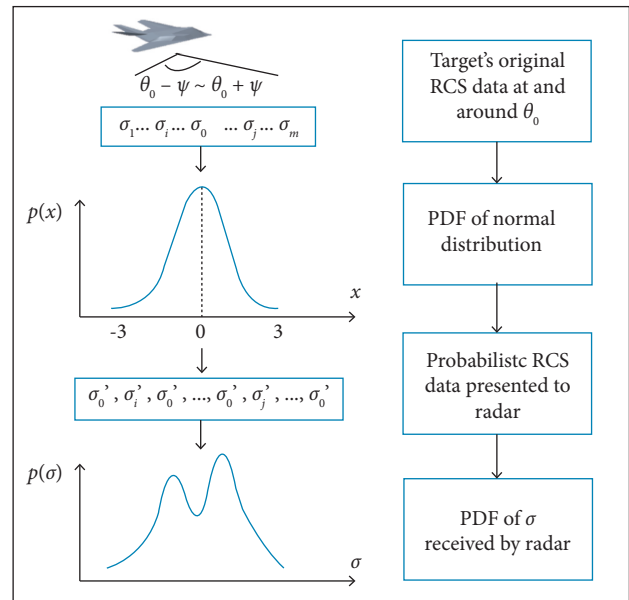 θ₀ − ψ ~ θ₀ + ψ
σ₁... σᵢ... σ₀ ... σⱼ... σₘ
p(x)
x
-3 0 3
σ₀’, σᵢ’, σ₀’, ..., σ₀’, σⱼ’, ..., σ₀’
p(σ)
σ
Target’s original
RCS data at and
around θ₀
PDF of normal
distribution
Probabilistc RCS
data presented to
radar
PDF of σ
received by radar